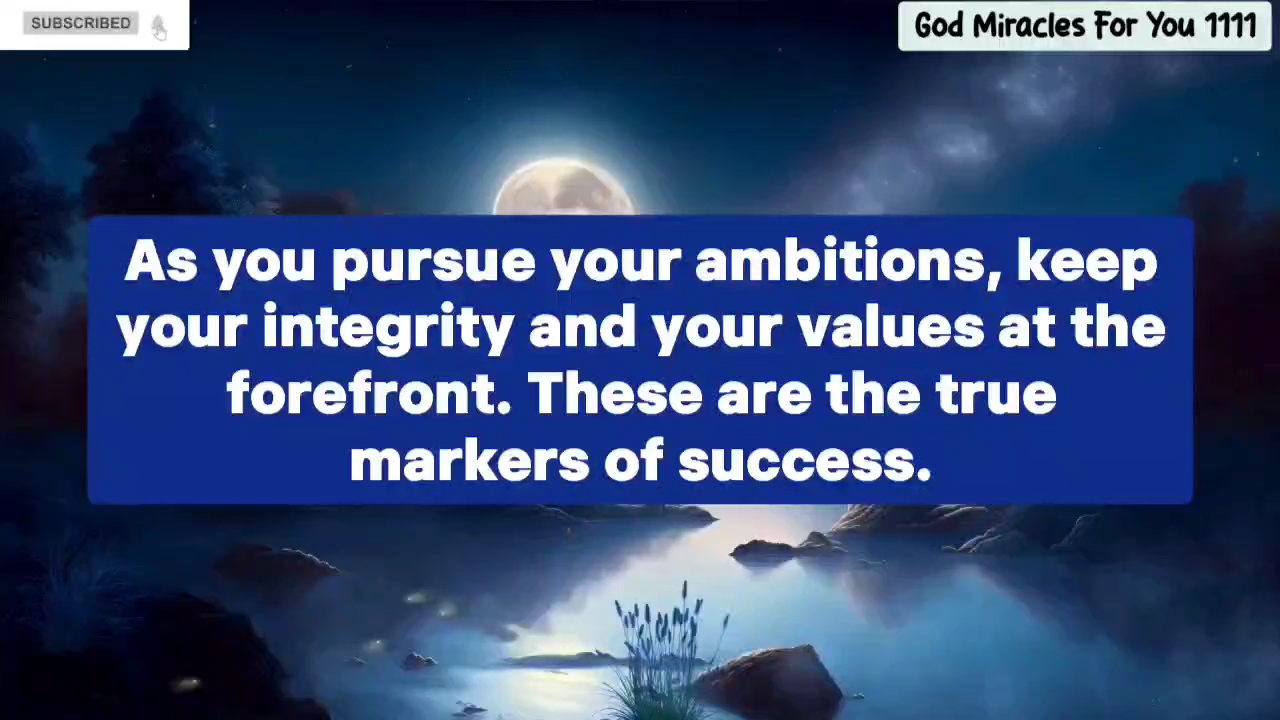 SUBSCRIBED
God Miracles For You 1111
As you pursue your ambitions, keep
your integrity and your values at the
forefront. These are the true
markers of success.